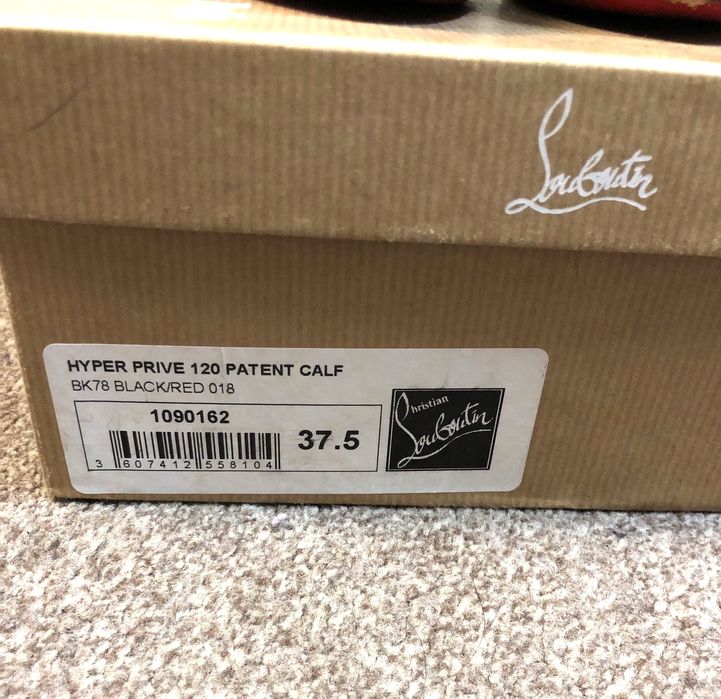 Louboutin
HYPER PRIVE 120 PATENT CALF
BK78 BLACK/RED 018
1090162
37.5
3 607412 558104
Christian
Louboutin